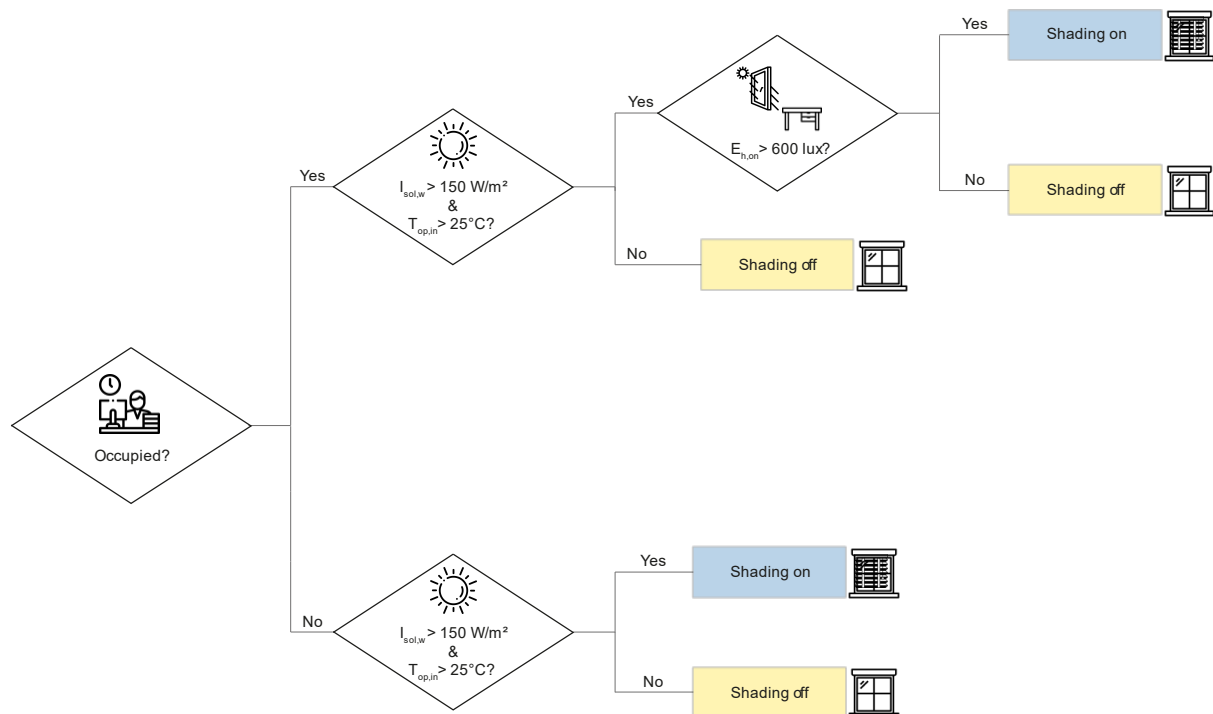 Yes
Shading on
Yes
E_h,on > 600 lux?
Yes
I_sol,w > 150 W/m²
&
T_op,in > 25°C?
No
Shading off
No
Shading off
Occupied?
Yes
Shading on
No
I_sol,w > 150 W/m²
&
T_op,in > 25°C?
No
Shading off